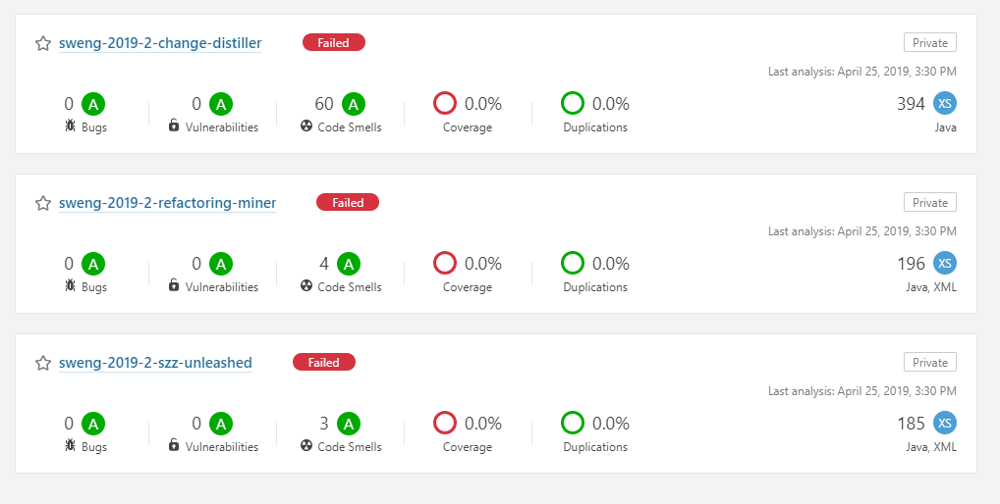 sweng-2019-2-change-distiller Failed Private
Last analysis: April 25, 2019, 3:30 PM
0 A 0 A 60 A 0.0% 0.0% 394 XS
Bugs Vulnerabilities Code Smells Coverage Duplications Java
sweng-2019-2-refactoring-miner Failed Private
Last analysis: April 25, 2019, 3:30 PM
0 A 0 A 4 A 0.0% 0.0% 196 XS
Bugs Vulnerabilities Code Smells Coverage Duplications Java, XML
sweng-2019-2-szz-unleashed Failed Private
Last analysis: April 25, 2019, 3:30 PM
0 A 0 A 3 A 0.0% 0.0% 185 XS
Bugs Vulnerabilities Code Smells Coverage Duplications Java, XML